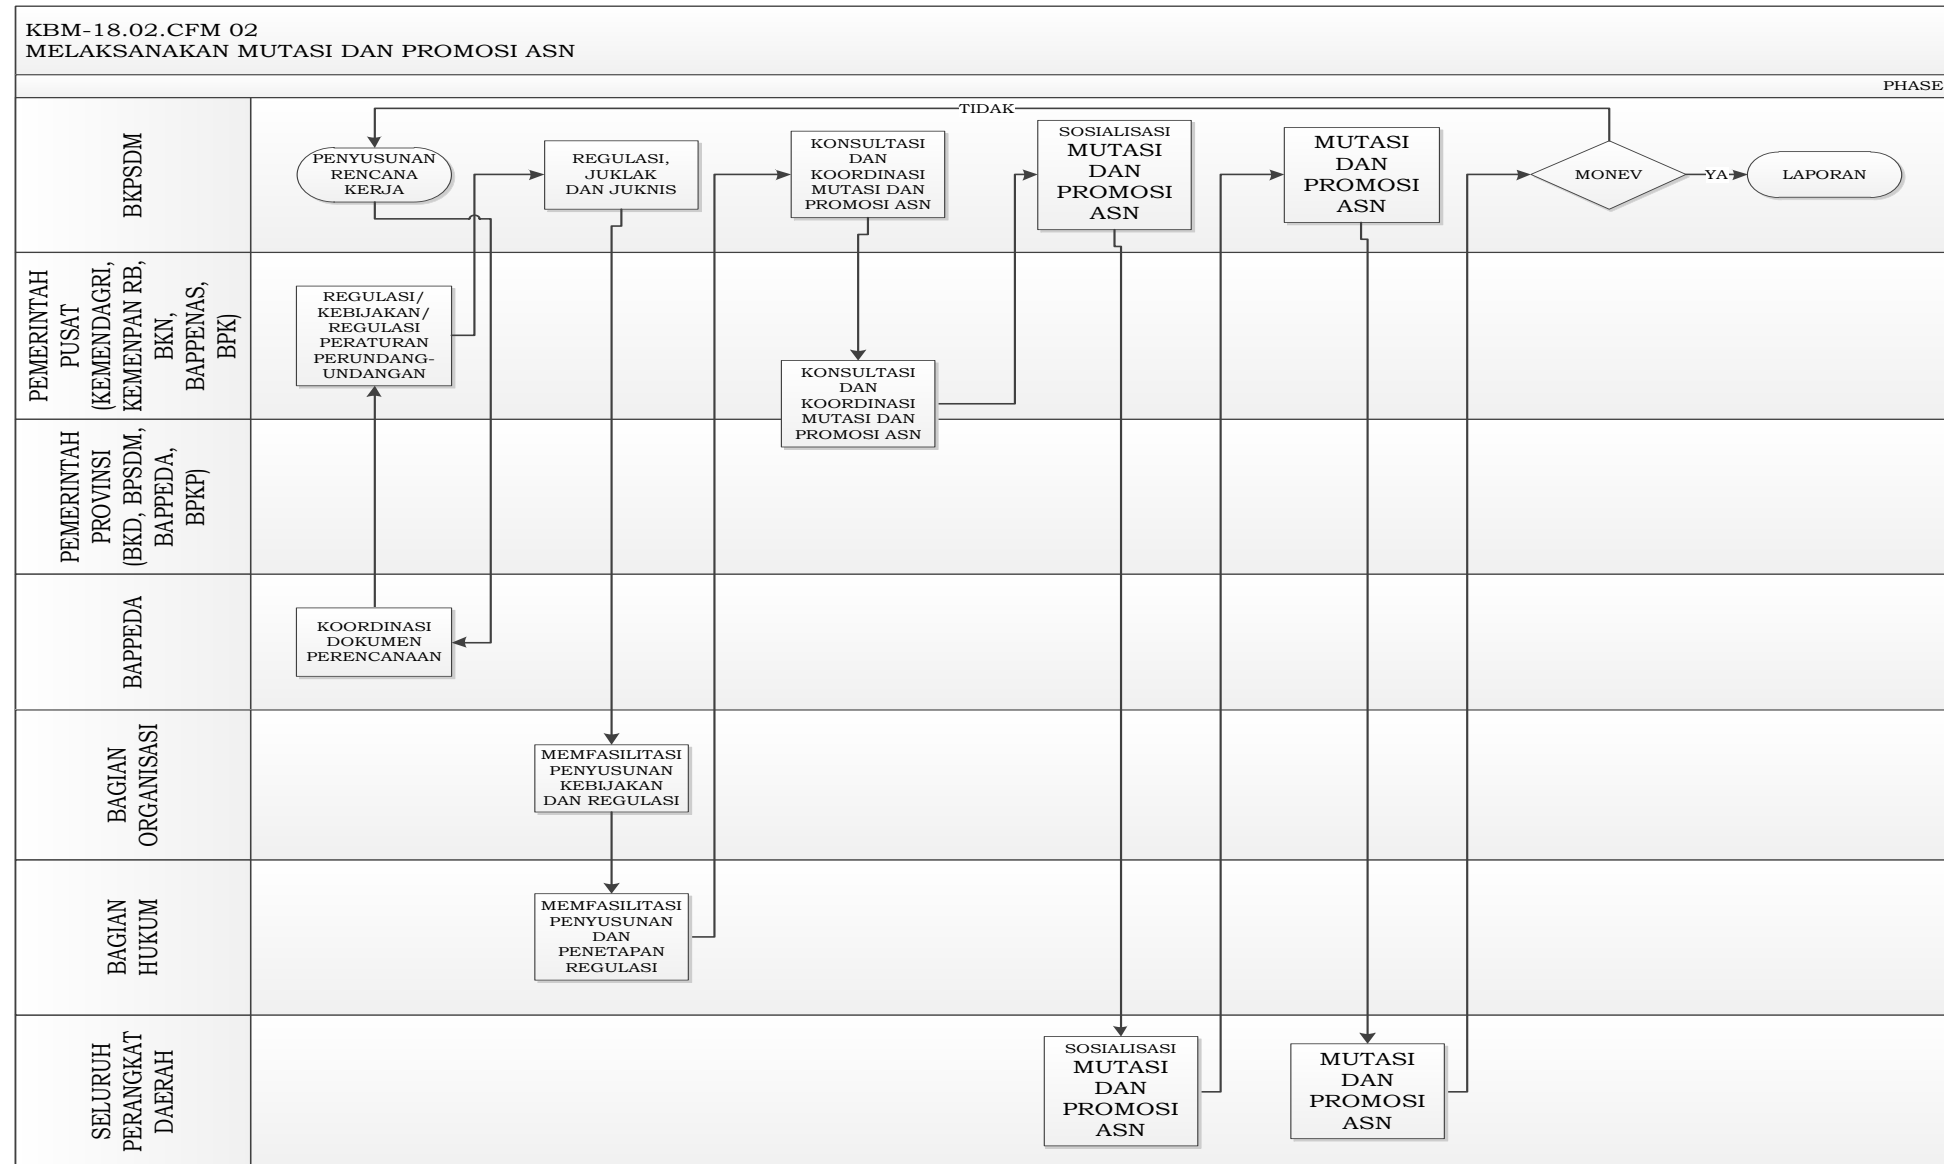 KBM-18.02.CFM 02
MELAKSANAKAN MUTASI DAN PROMOSI ASN
PHASE
BKPSDM
TIDAK
PENYUSUNAN
RENCANA
KERJA
REGULASI,
JUKLAK
DAN JUKNIS
KONSULTASI
DAN
KOORDINASI
MUTASI DAN
PROMOSI ASN
SOSIALISASI
MUTASI
DAN
PROMOSI
ASN
MUTASI
DAN
PROMOSI
ASN
MONEV
YA
LAPORAN
PEMERINTAH
PUSAT
(KEMENDAGRI,
KEMENPAN RB,
BKN,
BAPPENAS,
BPK)
REGULASI/
KEBIJAKAN/
REGULASI
PERATURAN
PERUNDANG-
UNDANGAN
KONSULTASI
DAN
KOORDINASI
MUTASI DAN
PROMOSI ASN
PEMERINTAH
PROVINSI
(BKD, BPSDM,
BAPPEDA,
BPKP)
BAPPEDA
KOORDINASI
DOKUMEN
PERENCANAAN
BAGIAN
ORGANISASI
MEMFASILITASI
PENYUSUNAN
KEBIJAKAN
DAN REGULASI
BAGIAN
HUKUM
MEMFASILITASI
PENYUSUNAN
DAN
PENETAPAN
REGULASI
SELURUH
PERANGKAT
DAERAH
SOSIALISASI
MUTASI
DAN
PROMOSI
ASN
MUTASI
DAN
PROMOSI
ASN